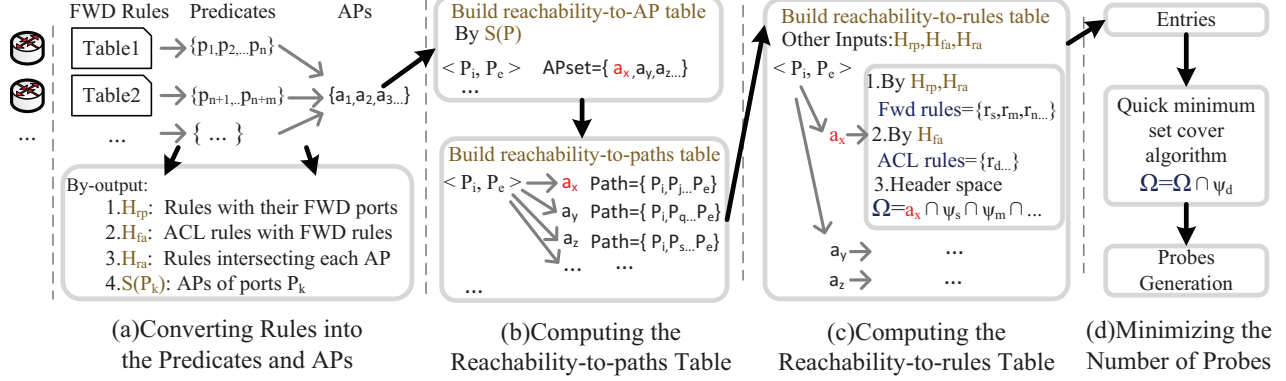 FWD Rules Predicates APs
Table1 {p1,p2,...pn}
Table2 {pn+1,..pn+m} {a1,a2,a3...}
... ... { ... }
By-output:
1.Hrp: Rules with their FWD ports
2.Hfa: ACL rules with FWD rules
3.Hra: Rules intersecting each AP
4.S(Pk): APs of ports Pk
(a)Converting Rules into
the Predicates and APs
Build reachability-to-AP table
By S(P)
< Pi, Pe > APset={ ax,ay,az...}
...
Build reachability-to-paths table
< Pi, Pe > ax Path={ Pi,Pj...Pe}
ay Path={ Pi,Pq...Pe}
az Path={ Pi,Ps...Pe}
... ...
...
(b)Computing the
Reachability-to-paths Table
Build reachability-to-rules table
Other Inputs:Hrp,Hfa,Hra
< Pi, Pe >
1.By Hrp,Hra
Fwd rules={rs,rm,rn...}
ax 2.By Hfa
ACL rules={rd...}
3.Header space
Ω=ax ∩ ψs ∩ ψm ∩ ...
ay ...
az ...
(c)Computing the
Reachability-to-rules Table
Entries
Quick minimum
set cover
algorithm
Ω=Ω ∩ ψd
Probes
Generation
(d)Minimizing the
Number of Probes